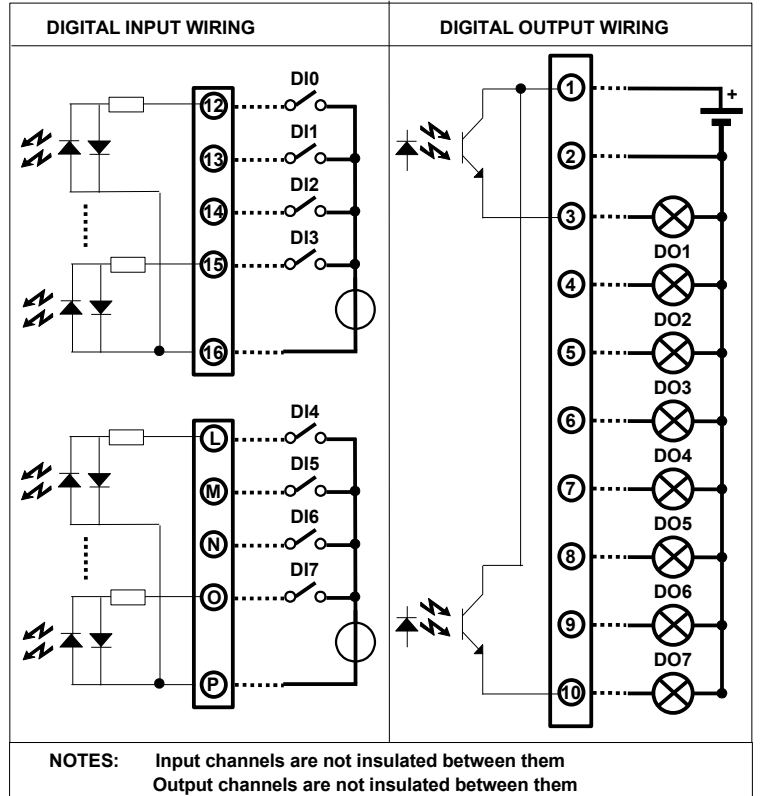 DIGITAL INPUT WIRING
DI0
12
DI1
13
DI2
14
DI3
15
16
DI4
L
DI5
M
DI6
N
DI7
O
P
DIGITAL OUTPUT WIRING
1
+
2
3
DO1
4
DO2
5
DO3
6
DO4
7
DO5
8
DO6
9
DO7
10
NOTES: Input channels are not insulated between them
Output channels are not insulated between them